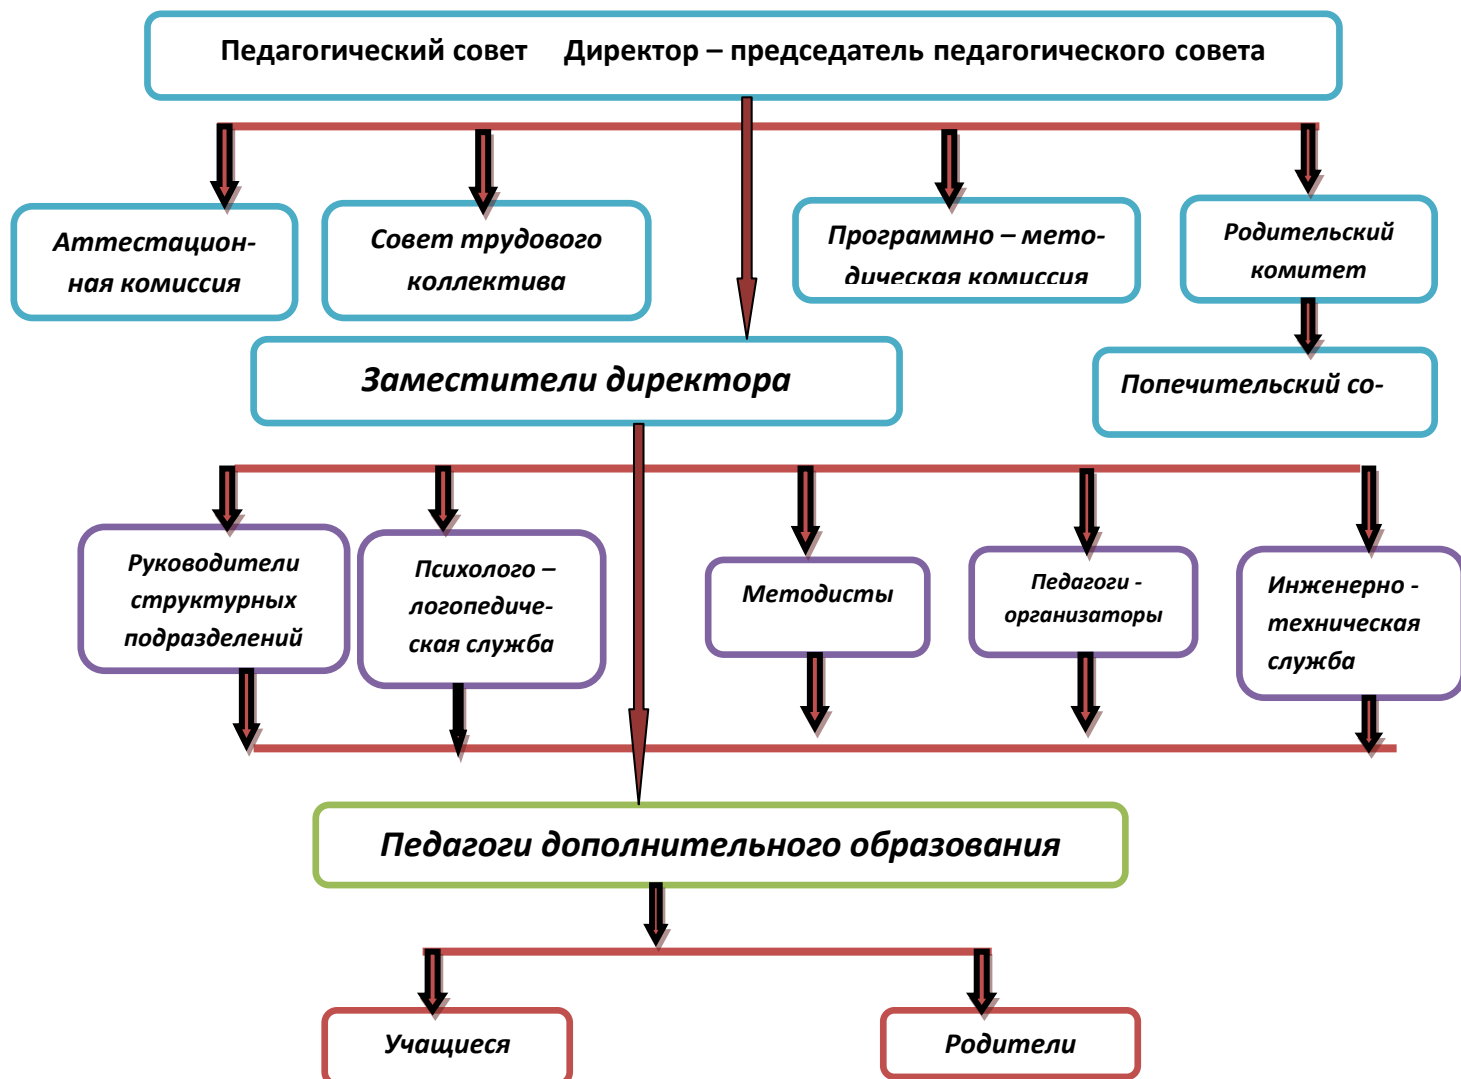 Педагогический совет Директор – председатель педагогического совета
Аттестацион-
ная комиссия
Совет трудового
коллектива
Программно – мето-
дическая комиссия
Родительский
комитет
Заместители директора
Попечительский со-
Руководители
структурных
подразделений
Психолого –
логопедиче-
ская служба
Методисты
Педагоги -
организаторы
Инженерно -
техническая
служба
Педагоги дополнительного образования
Учащиеся
Родители